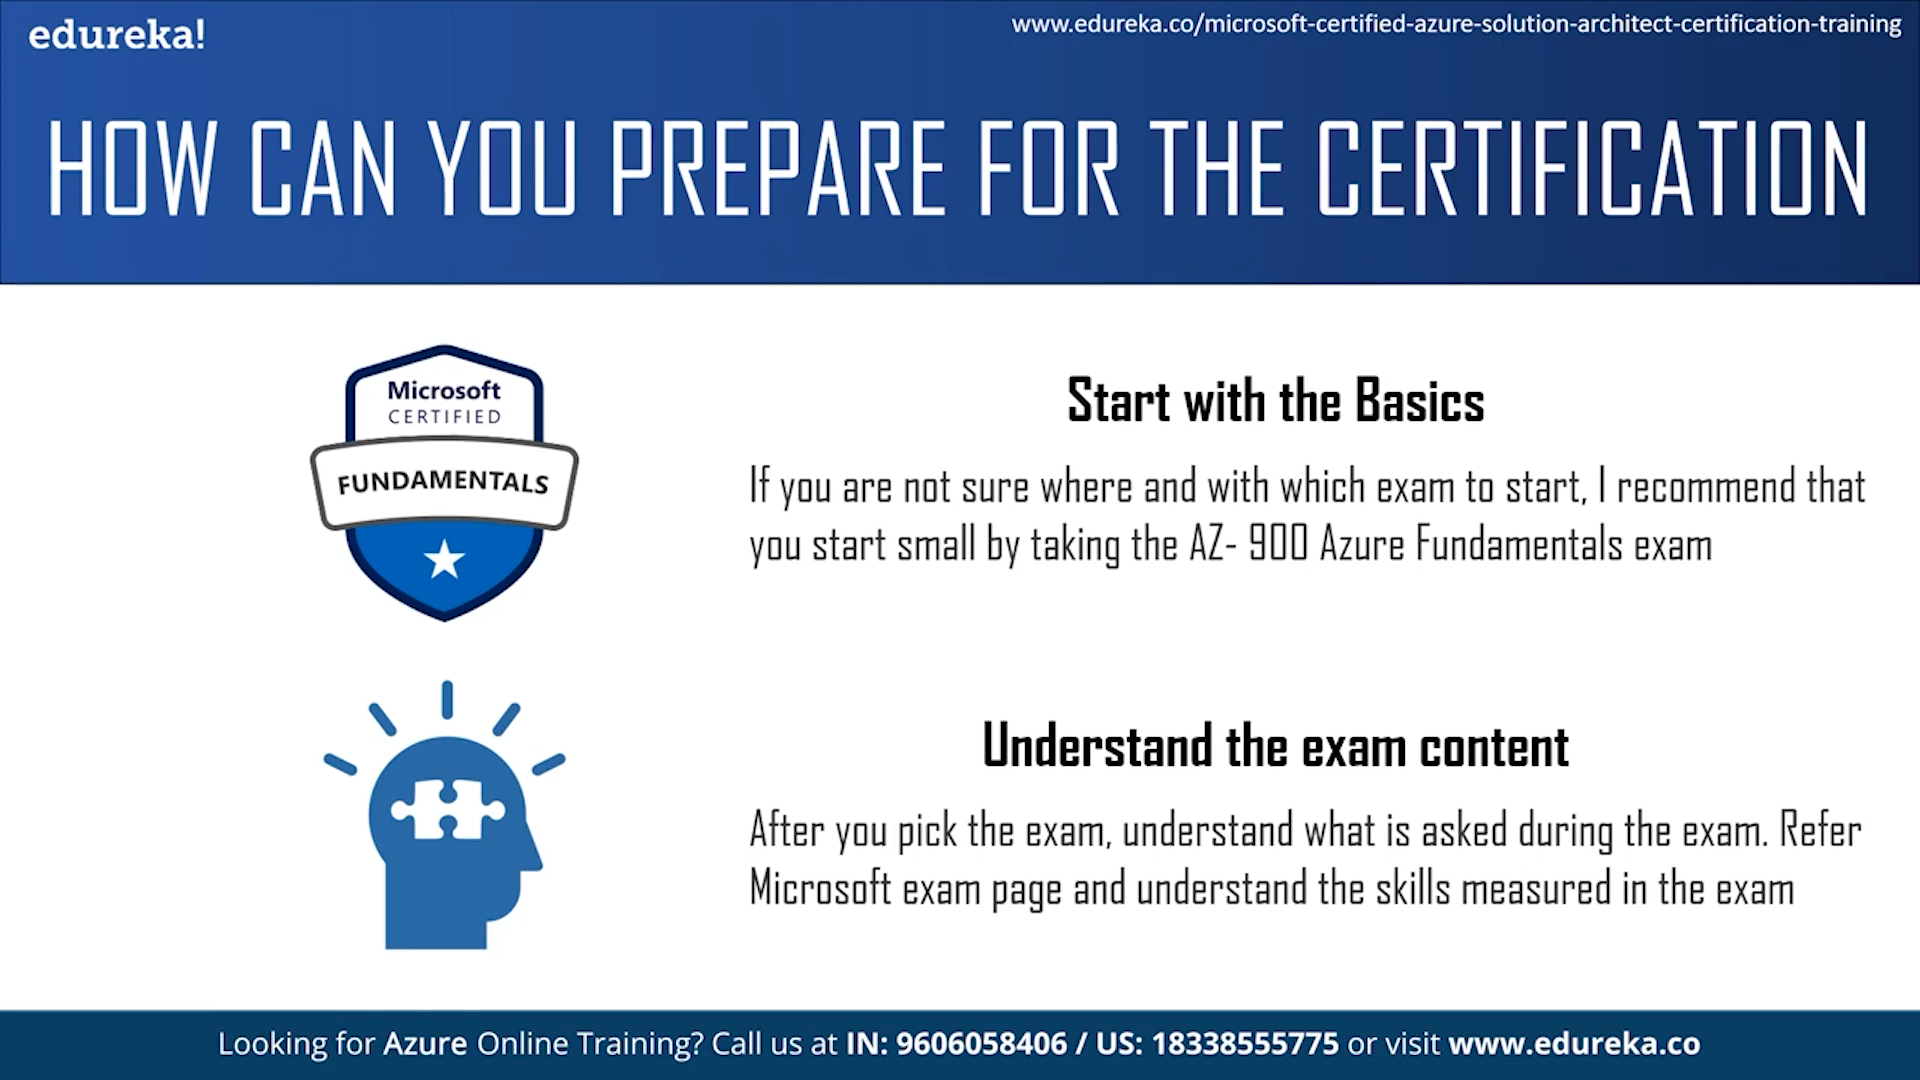 edureka!
www.edureka.co/microsoft-certified-azure-solution-architect-certification-training
HOW CAN YOU PREPARE FOR THE CERTIFICATION
Microsoft
CERTIFIED
FUNDAMENTALS
Start with the Basics
If you are not sure where and with which exam to start, I recommend that
you start small by taking the AZ- 900 Azure Fundamentals exam
Understand the exam content
After you pick the exam, understand what is asked during the exam. Refer
Microsoft exam page and understand the skills measured in the exam
Looking for Azure Online Training? Call us at IN: 9606058406 / US: 18338555775 or visit www.edureka.co